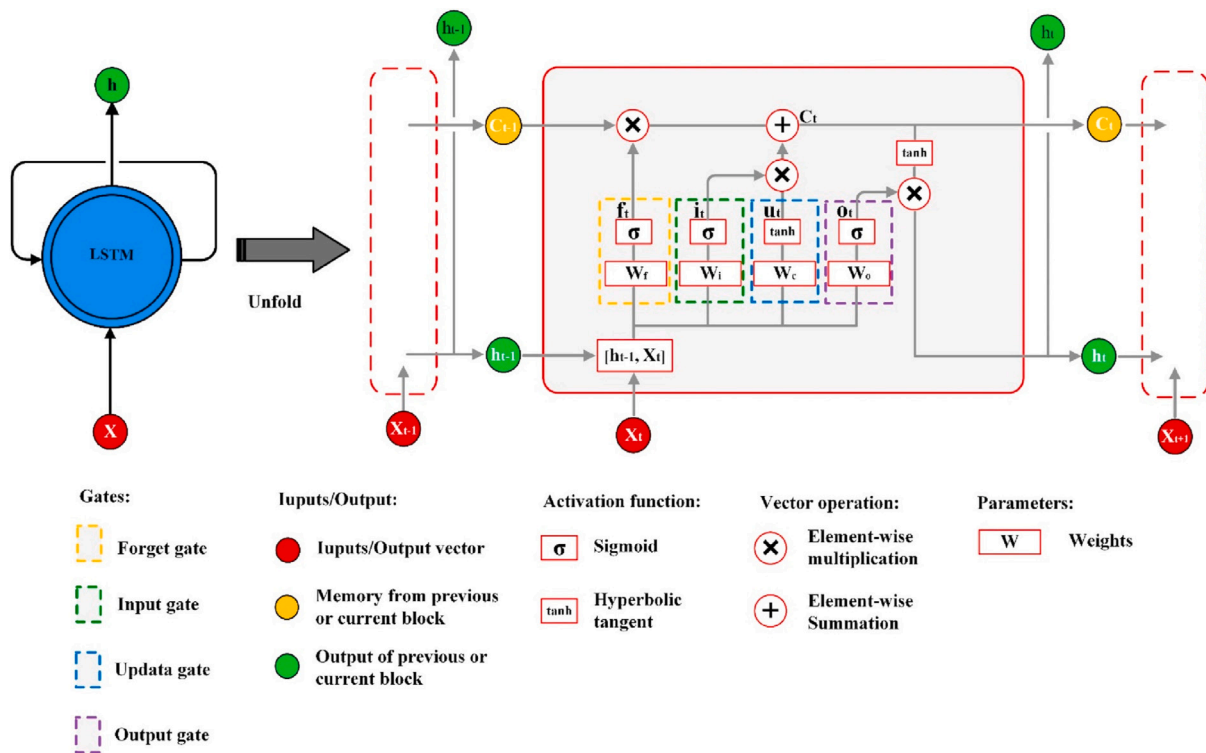 h
LSTM
X
Unfold
ht-1
Ct-1
ht-1
Xt-1
Ct
ft
it
ut
ot
σ
σ
tanh
σ
tanh
Wf
Wi
Wc
Wo
[ht-1, Xt]
Xt
ht
Ct
ht
Xt+1
Gates:
Forget gate
Input gate
Updata gate
Output gate
Iuputs/Output:
Iuputs/Output vector
Memory from previous
or current block
Output of previous or
current block
Activation function:
σ Sigmoid
tanh Hyperbolic
tangent
Vector operation:
× Element-wise
multiplication
+ Element-wise
Summation
Parameters:
W Weights